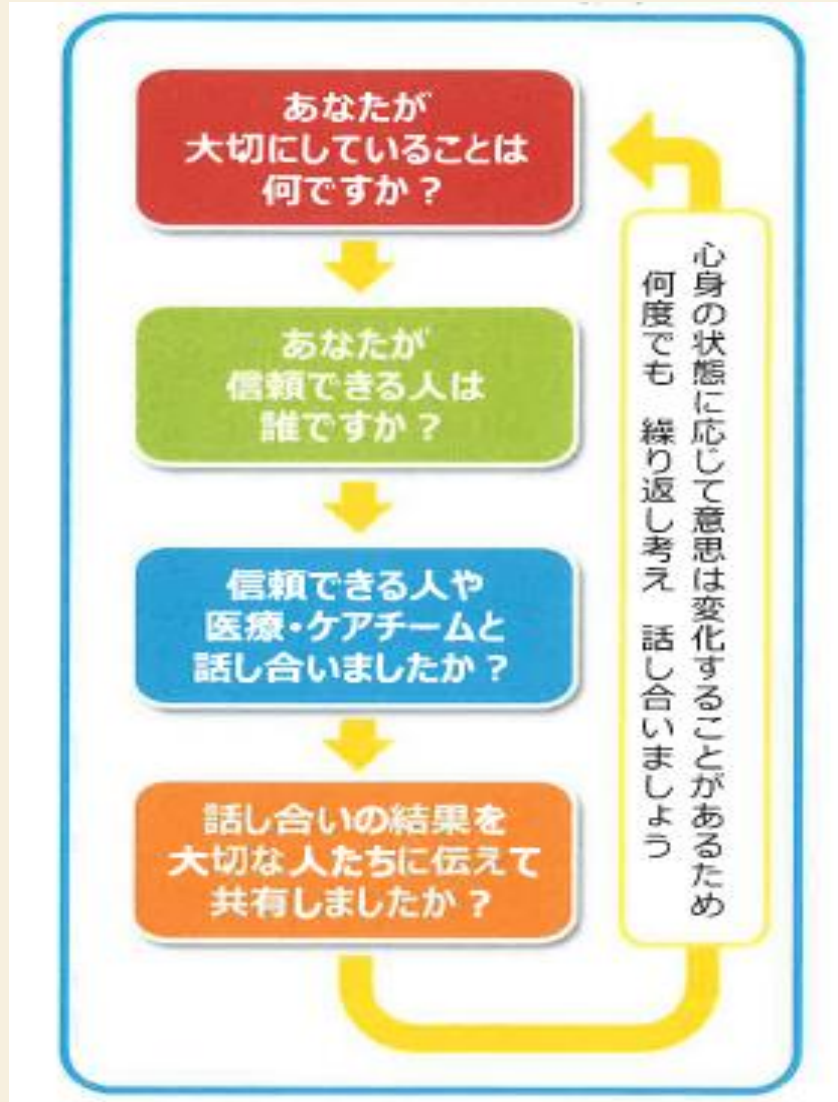 あなたが
大切にしていることは
何ですか？
あなたが
信頼できる人は
誰ですか？
信頼できる人や
医療・ケアチームと
話し合いましたか？
話し合いの結果を
大切な人たちに伝えて
共有しましたか？
心身の状態に応じて意思は変化することがあるため
何度でも　繰り返し考え　話し合いましょう